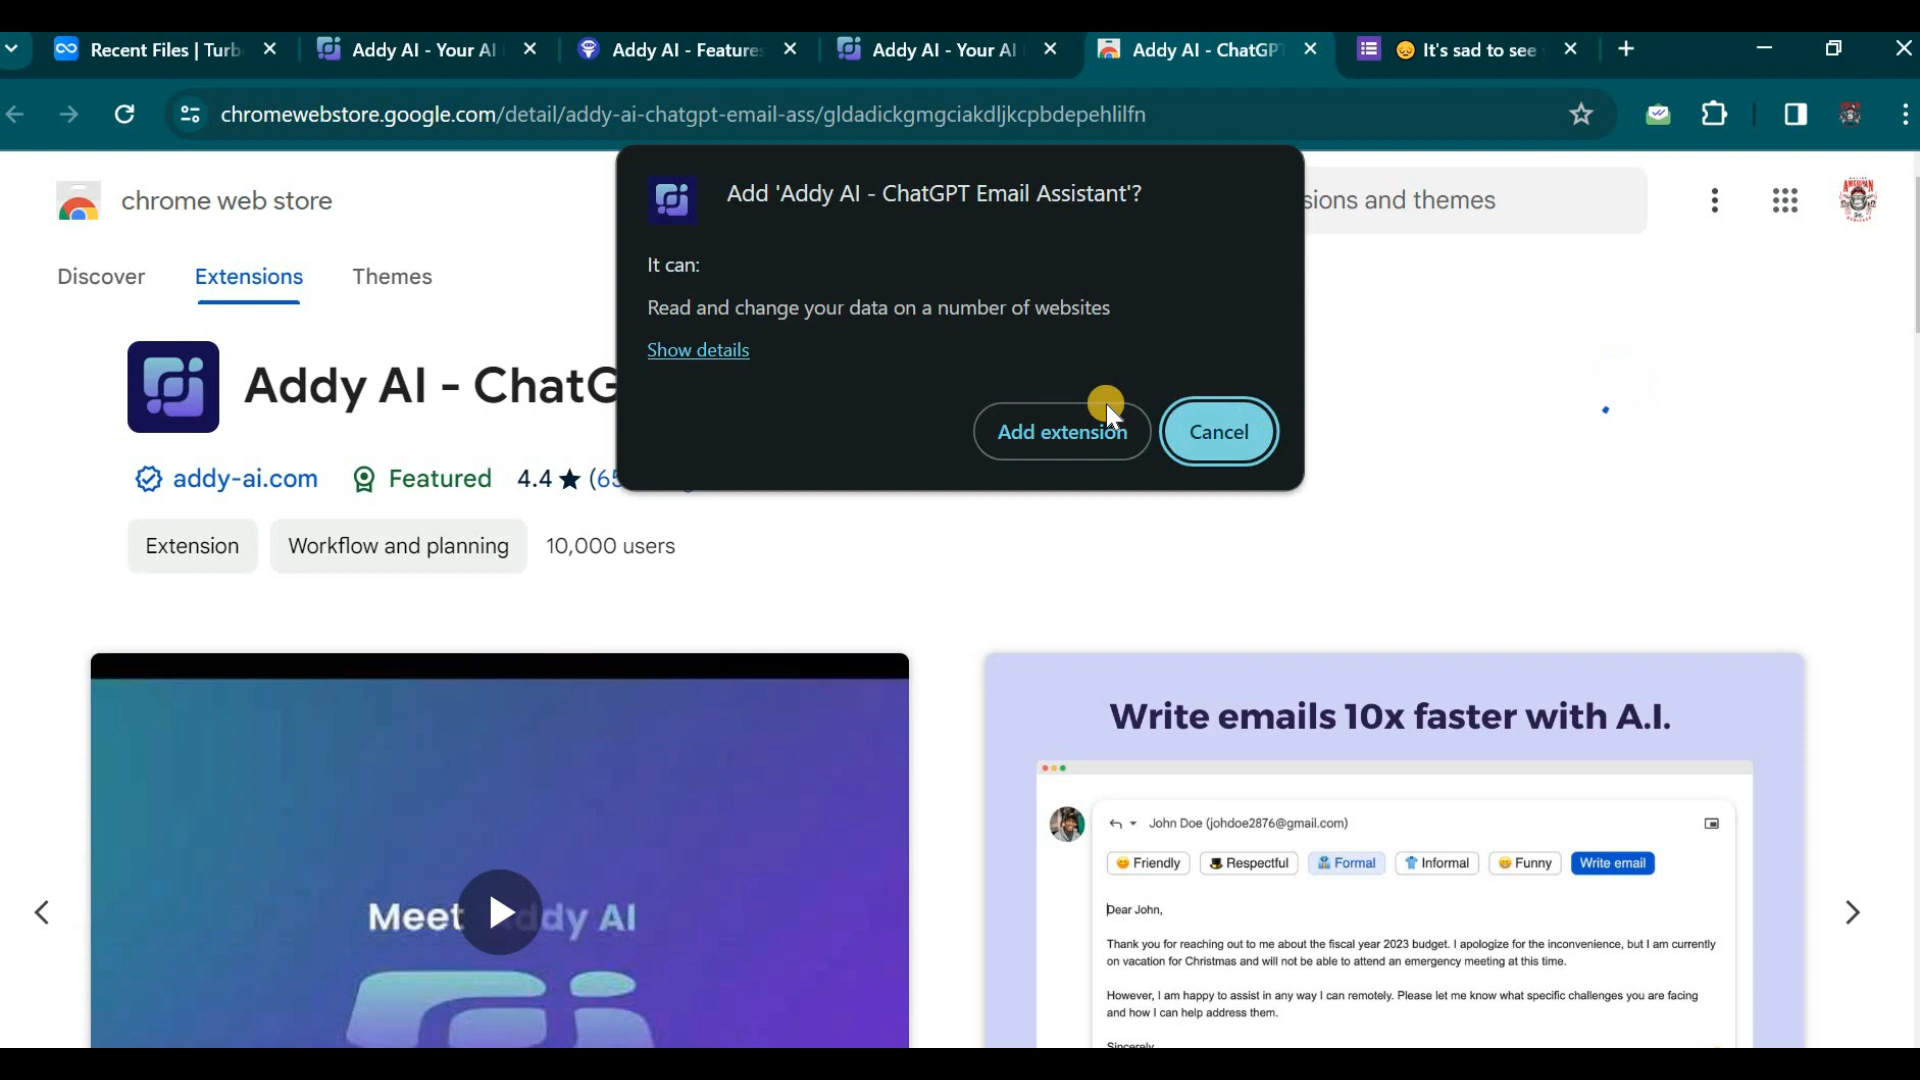 Recent Files | Turb
Addy AI - Your AI
Addy AI - Feature
Addy AI - Your AI
Addy AI - ChatGP
It's sad to see
chromewebstore.google.com/detail/addy-ai-chatgpt-email-ass/gldadickgmgciakdljkcpbdepehlilfn
chrome web store
sions and themes
Add 'Addy AI - ChatGPT Email Assistant'?
It can:
Read and change your data on a number of websites
Show details
Add extension
Cancel
Discover
Extensions
Themes
Addy AI - ChatG
addy-ai.com
Featured
4.4 ★ (65
Extension
Workflow and planning
10,000 users
Meet Addy AI
Write emails 10x faster with A.I.
John Doe (johdoe2876@gmail.com)
Friendly
Respectful
Formal
Informal
Funny
Write email
Dear John,
Thank you for reaching out to me about the fiscal year 2023 budget. I apologize for the inconvenience, but I am currently
on vacation for Christmas and will not be able to attend an emergency meeting at this time.
However, I am happy to assist in any way I can remotely. Please let me know what specific challenges you are facing
and how I can help address them.
Sincerely